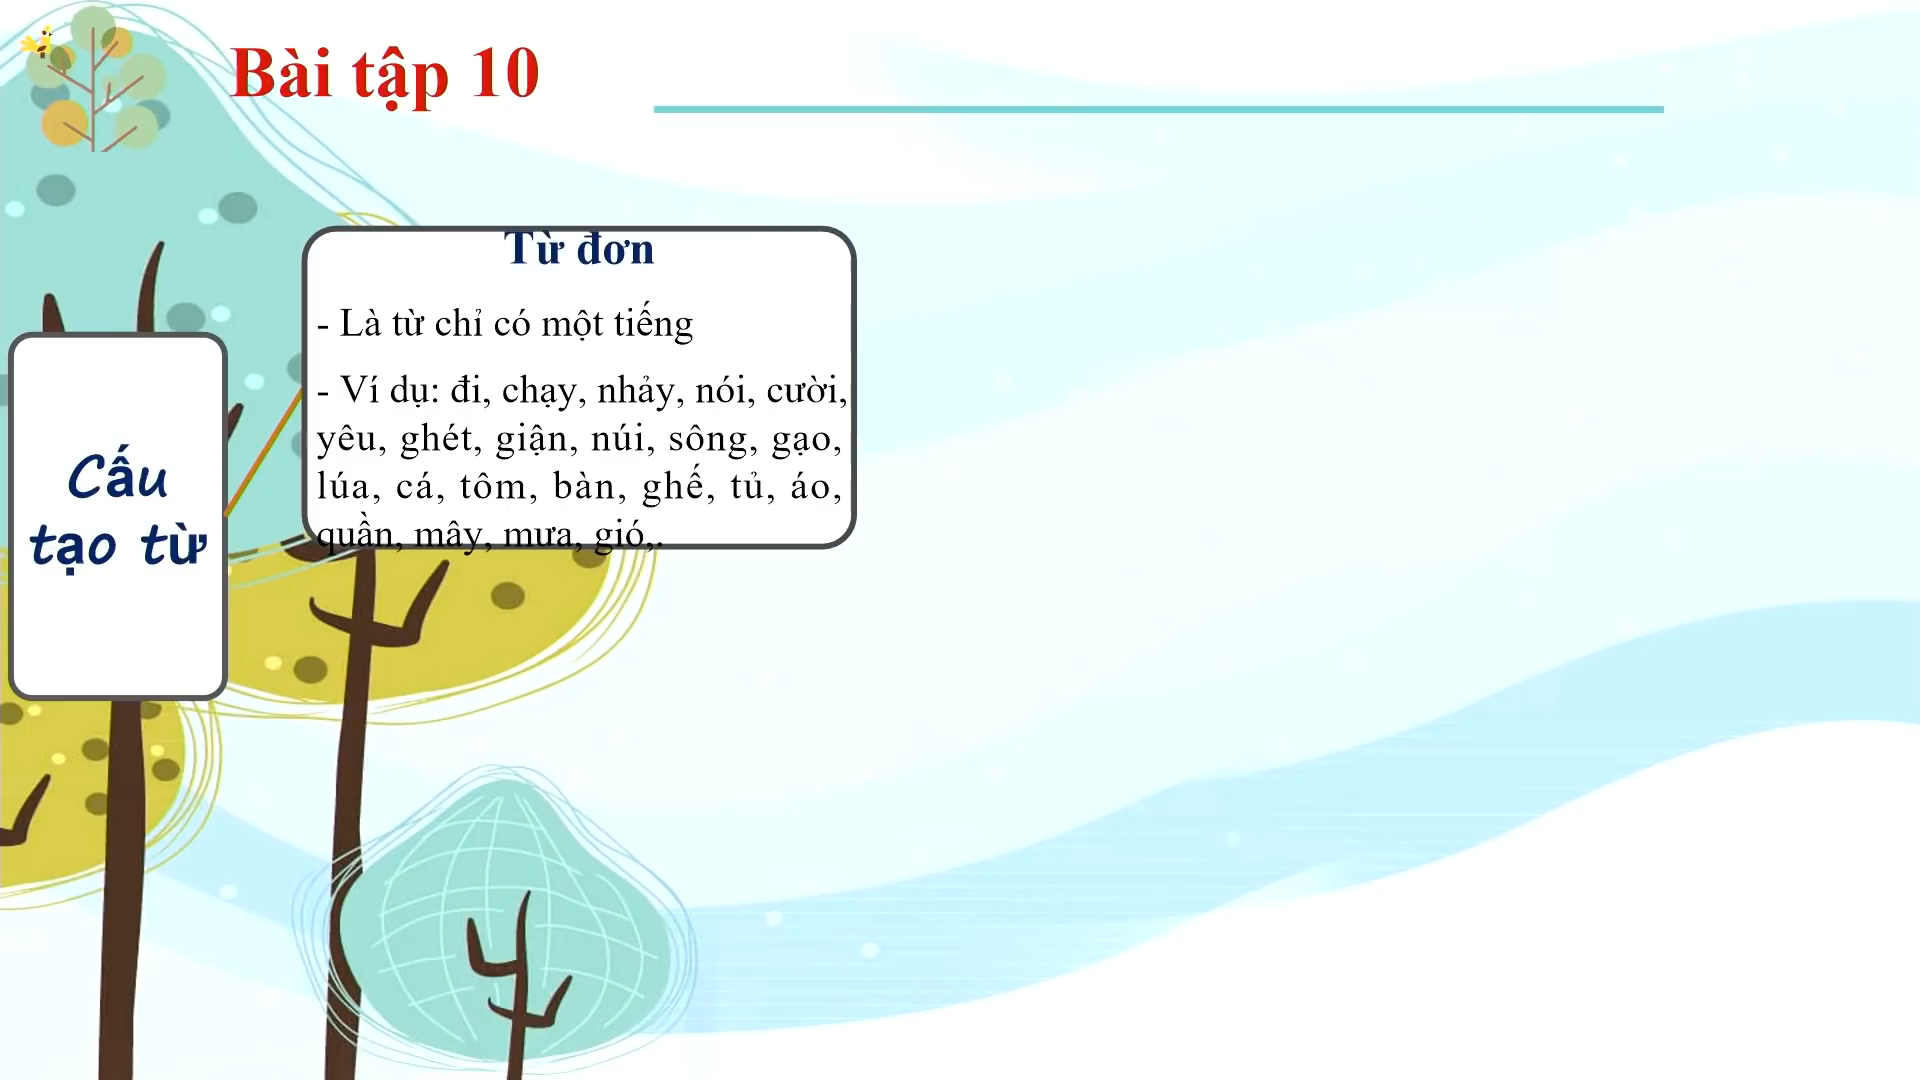 Bài tập 10
Từ đơn
- Là từ chỉ có một tiếng
- Ví dụ: đi, chạy, nhảy, nói, cười,
yêu, ghét, giận, núi, sông, gạo,
lúa, cá, tôm, bàn, ghế, tủ, áo,
quần, mây, mưa, gió,.
Cấu
tạo từ